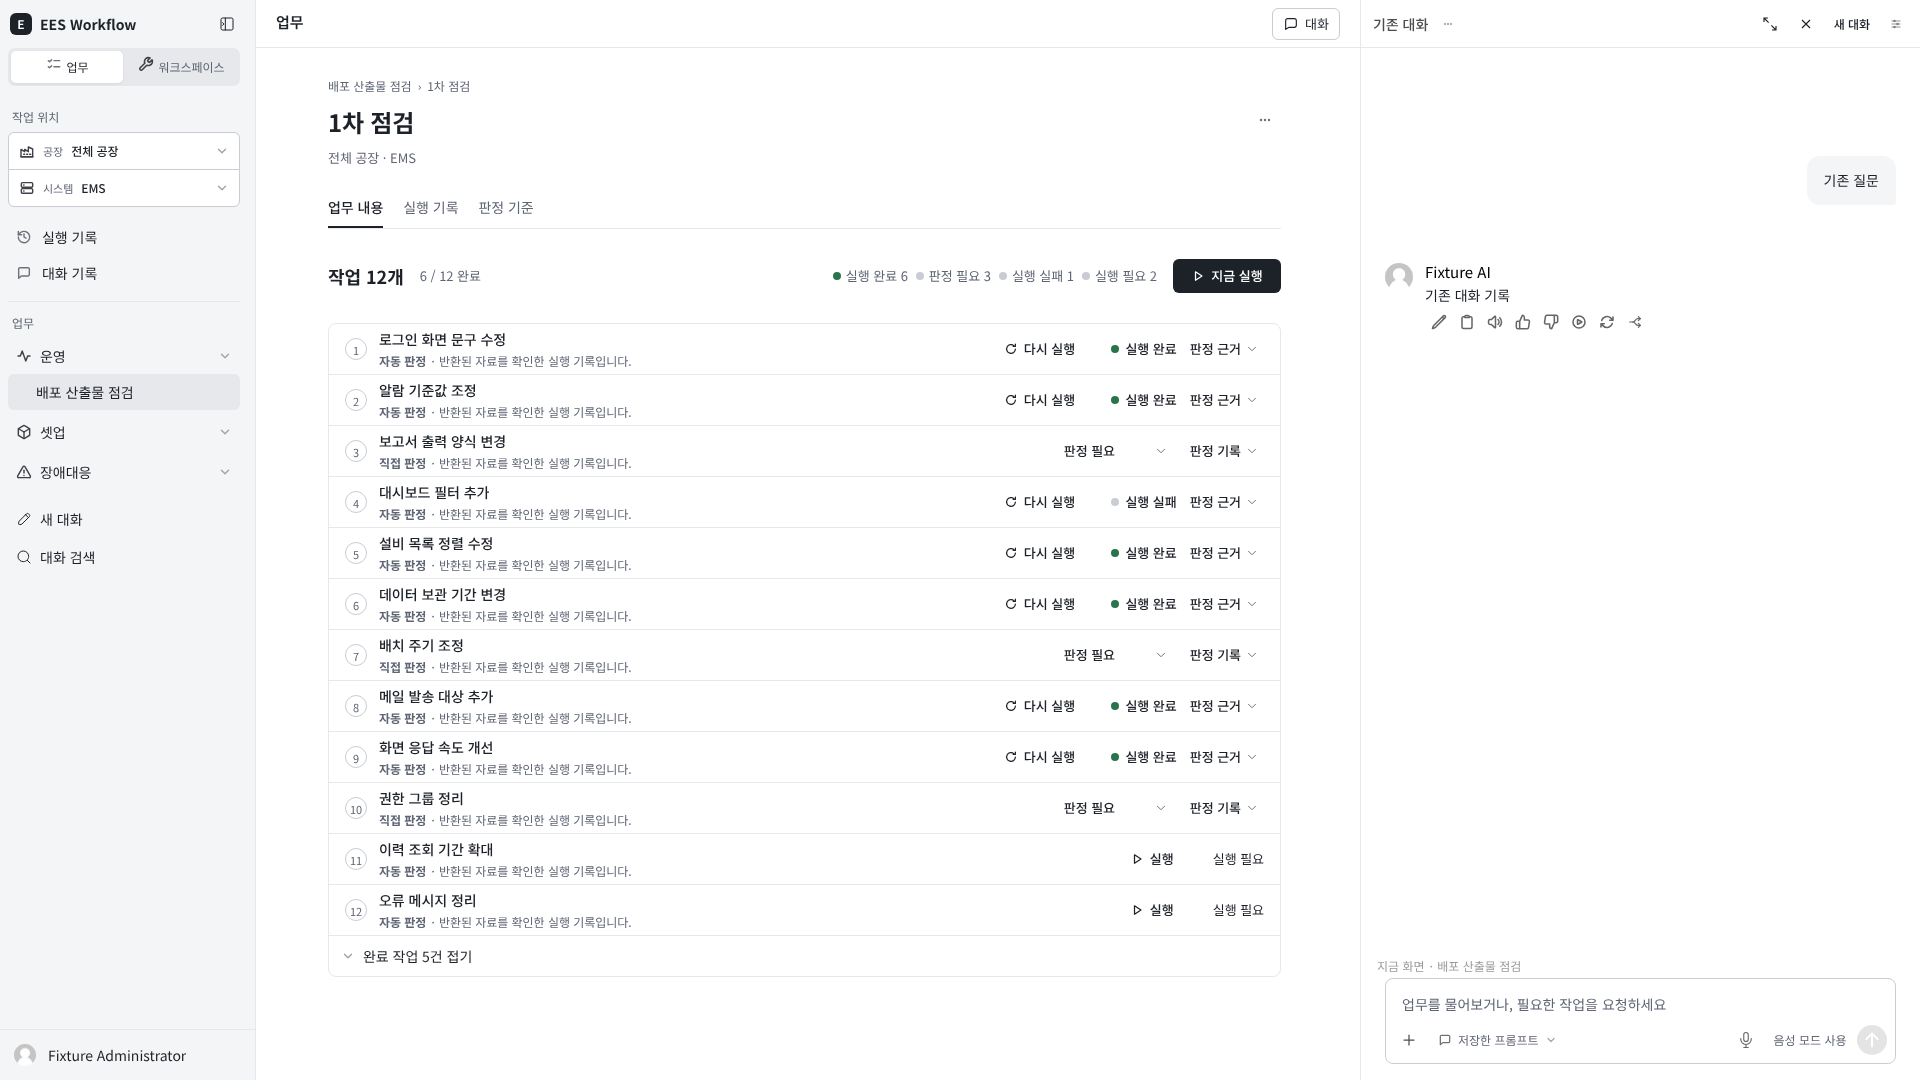 E EES Workflow
업무
워크스페이스
작업 위치
공장 전체 공장
시스템 EMS
실행 기록
대화 기록
업무
운영
배포 산출물 점검
셋업
장애대응
새 대화
대화 검색
Fixture Administrator
업무
대화
배포 산출물 점검 › 1차 점검
1차 점검
...
전체 공장 · EMS
업무 내용 실행 기록 판정 기준
작업 12개 6 / 12 완료
실행 완료 6 판정 필요 3 실행 실패 1 실행 필요 2
지금 실행
1 로그인 화면 문구 수정
자동 판정 · 반환된 자료를 확인한 실행 기록입니다.
다시 실행 실행 완료 판정 근거
2 알람 기준값 조정
자동 판정 · 반환된 자료를 확인한 실행 기록입니다.
다시 실행 실행 완료 판정 근거
3 보고서 출력 양식 변경
직접 판정 · 반환된 자료를 확인한 실행 기록입니다.
판정 필요 판정 기록
4 대시보드 필터 추가
자동 판정 · 반환된 자료를 확인한 실행 기록입니다.
다시 실행 실행 실패 판정 근거
5 설비 목록 정렬 수정
자동 판정 · 반환된 자료를 확인한 실행 기록입니다.
다시 실행 실행 완료 판정 근거
6 데이터 보관 기간 변경
자동 판정 · 반환된 자료를 확인한 실행 기록입니다.
다시 실행 실행 완료 판정 근거
7 배치 주기 조정
직접 판정 · 반환된 자료를 확인한 실행 기록입니다.
판정 필요 판정 기록
8 메일 발송 대상 추가
자동 판정 · 반환된 자료를 확인한 실행 기록입니다.
다시 실행 실행 완료 판정 근거
9 화면 응답 속도 개선
자동 판정 · 반환된 자료를 확인한 실행 기록입니다.
다시 실행 실행 완료 판정 근거
10 권한 그룹 정리
직접 판정 · 반환된 자료를 확인한 실행 기록입니다.
판정 필요 판정 기록
11 이력 조회 기간 확대
자동 판정 · 반환된 자료를 확인한 실행 기록입니다.
실행 실행 필요
12 오류 메시지 정리
자동 판정 · 반환된 자료를 확인한 실행 기록입니다.
실행 실행 필요
완료 작업 5건 접기
기존 대화 ...
새 대화
기존 질문
Fixture AI
기존 대화 기록
지금 화면 · 배포 산출물 점검
업무를 물어보거나, 필요한 작업을 요청하세요
저장한 프롬프트
음성 모드 사용